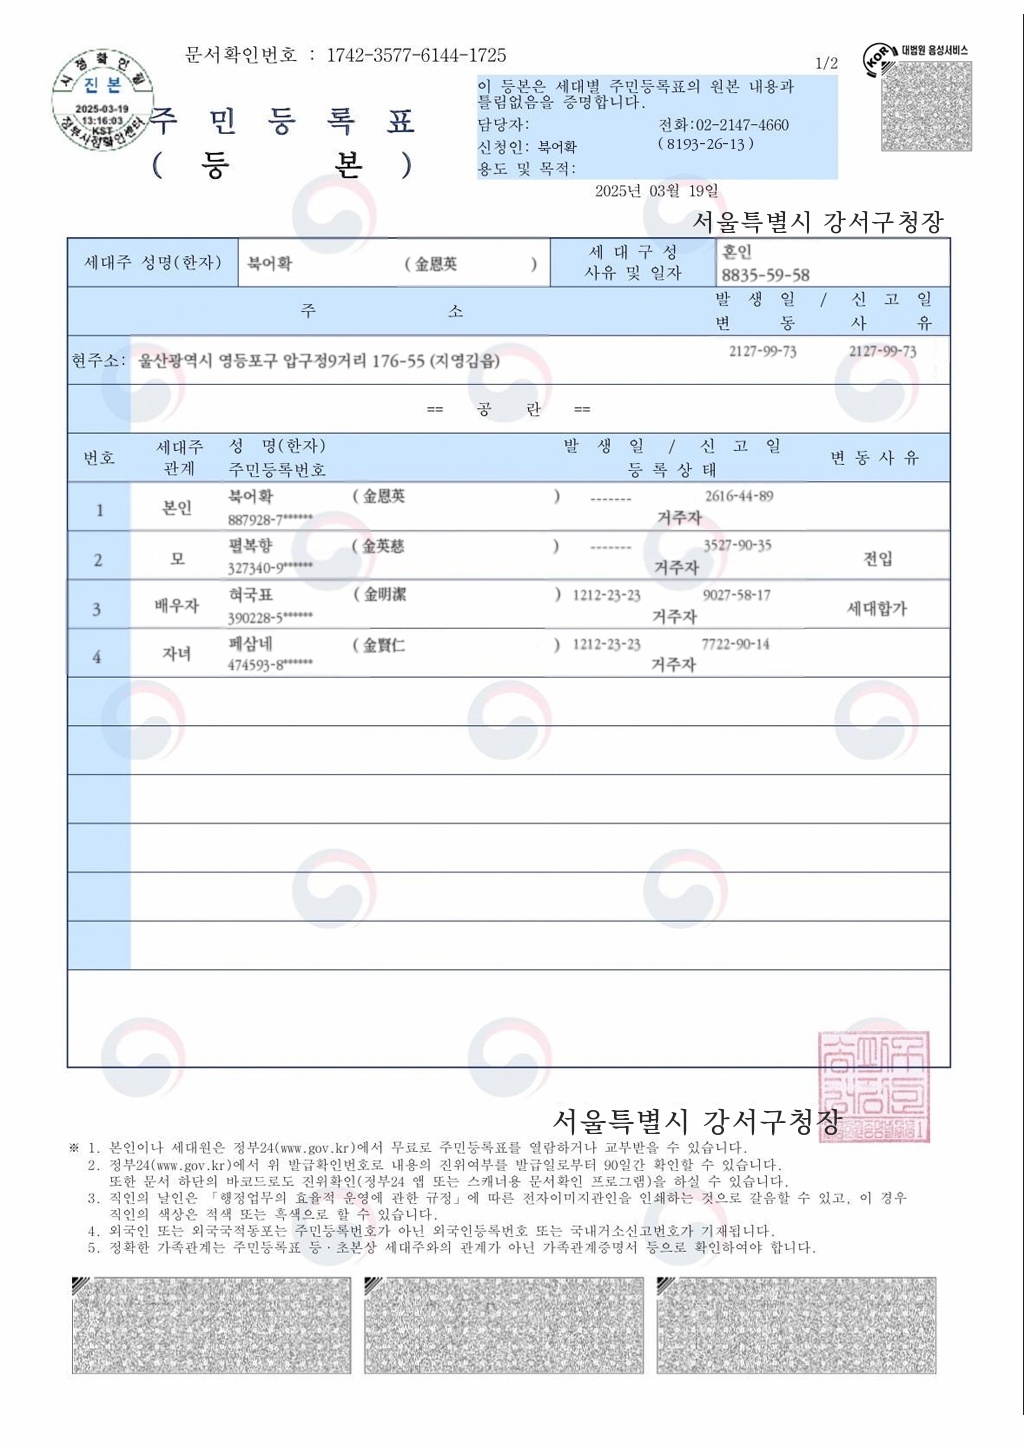 문서확인번호 : 1742-3577-6144-1725
1/2
대법원 음성서비스
KOR
시점확인필
진본
2025-03-19
13:16:03
KST
정부시점확인센터
주민등록표
( 등 본 )
이 등본은 세대별 주민등록표의 원본 내용과
틀림없음을 증명합니다.
담당자: 전화:02-2147-4660
신청인: 북어확 ( 8193-26-13 )
용도 및 목적:
2025년 03월 19일
서울특별시 강서구청장
세대주 성명(한자) 북어확 ( 金恩英 ) 세 대 구 성 혼인
사유 및 일자 8835-59-58
주 소 발 생 일 / 신 고 일
변 동 사 유
현주소: 울산광역시 영등포구 압구정9거리 176-55 (지영김읍) 2127-99-73 2127-99-73
== 공 란 ==
번호 세대주 성 명(한자) 발 생 일 / 신 고 일 변 동 사 유
관계 주민등록번호 등 록 상 태
1 본인 북어확 ( 金恩英 ) ------- 2616-44-89
887928-7****** 거주자
2 모 펼복향 ( 金英慈 ) ------- 3527-90-35 전입
327340-9****** 거주자
3 배우자 혀국표 ( 金明潔 ) 1212-23-23 9027-58-17 세대합가
390228-5****** 거주자
4 자녀 페삼네 ( 金賢仁 ) 1212-23-23 7722-90-14
474593-8****** 거주자
서울특별시 강서구청장
※ 1. 본인이나 세대원은 정부24(www.gov.kr)에서 무료로 주민등록표를 열람하거나 교부받을 수 있습니다.
2. 정부24(www.gov.kr)에서 위 발급확인번호로 내용의 진위여부를 발급일로부터 90일간 확인할 수 있습니다.
또한 문서 하단의 바코드로도 진위확인(정부24 앱 또는 스캐너용 문서확인 프로그램)을 하실 수 있습니다.
3. 직인의 날인은 「행정업무의 효율적 운영에 관한 규정」에 따른 전자이미지관인을 인쇄하는 것으로 갈음할 수 있고, 이 경우
직인의 색상은 적색 또는 흑색으로 할 수 있습니다.
4. 외국인 또는 외국국적동포는 주민등록번호가 아닌 외국인등록번호 또는 국내거소신고번호가 기재됩니다.
5. 정확한 가족관계는 주민등록표 등·초본상 세대주와의 관계가 아닌 가족관계증명서 등으로 확인하여야 합니다.